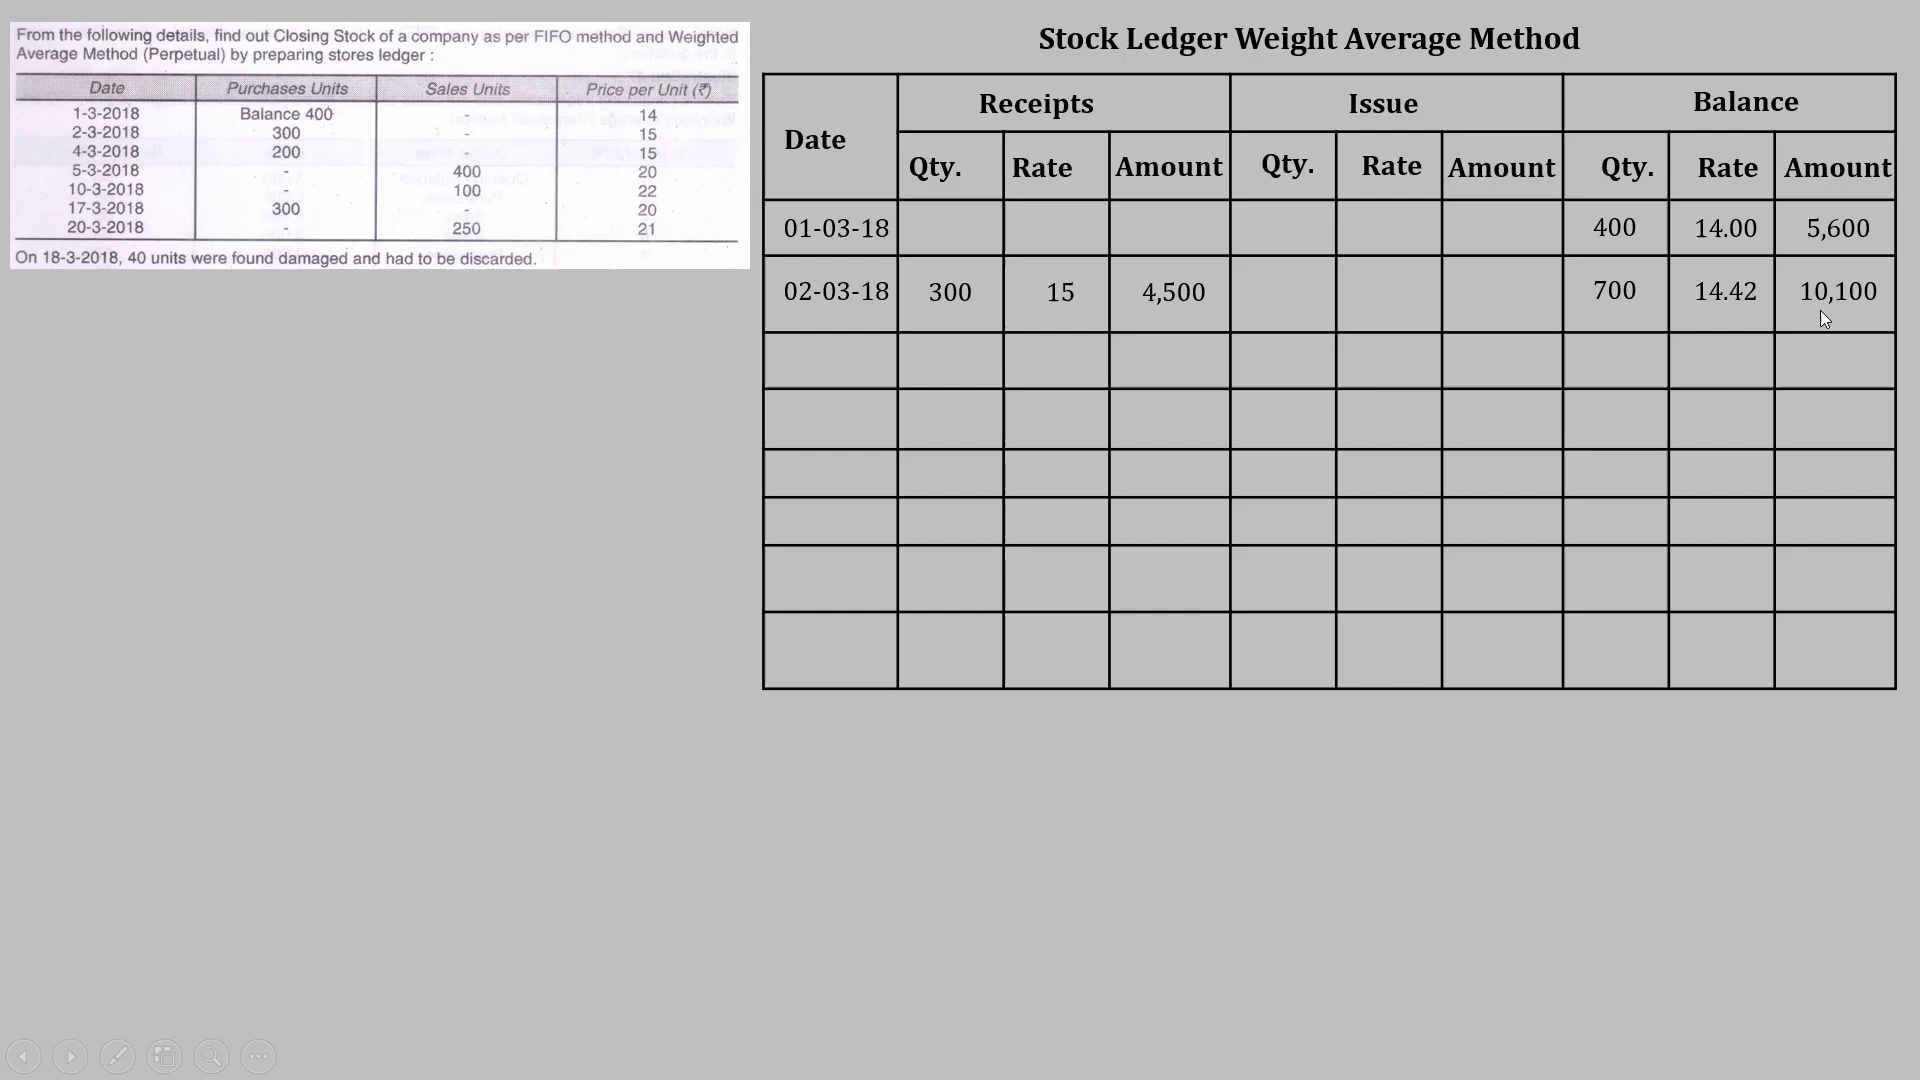 From the following details, find out Closing Stock of a company as per FIFO method and Weighted
Average Method (Perpetual) by preparing stores ledger :
Date Purchases Units Sales Units Price per Unit (₹)
1-3-2018 Balance 400 - 14
2-3-2018 300 - 15
4-3-2018 200 - 15
5-3-2018 - 400 20
10-3-2018 - 100 22
17-3-2018 300 - 20
20-3-2018 - 250 21
On 18-3-2018, 40 units were found damaged and had to be discarded.
Stock Ledger Weight Average Method
Date Receipts Issue Balance
Qty. Rate Amount Qty. Rate Amount Qty. Rate Amount
01-03-18 400 14.00 5,600
02-03-18 300 15 4,500 700 14.42 10,100